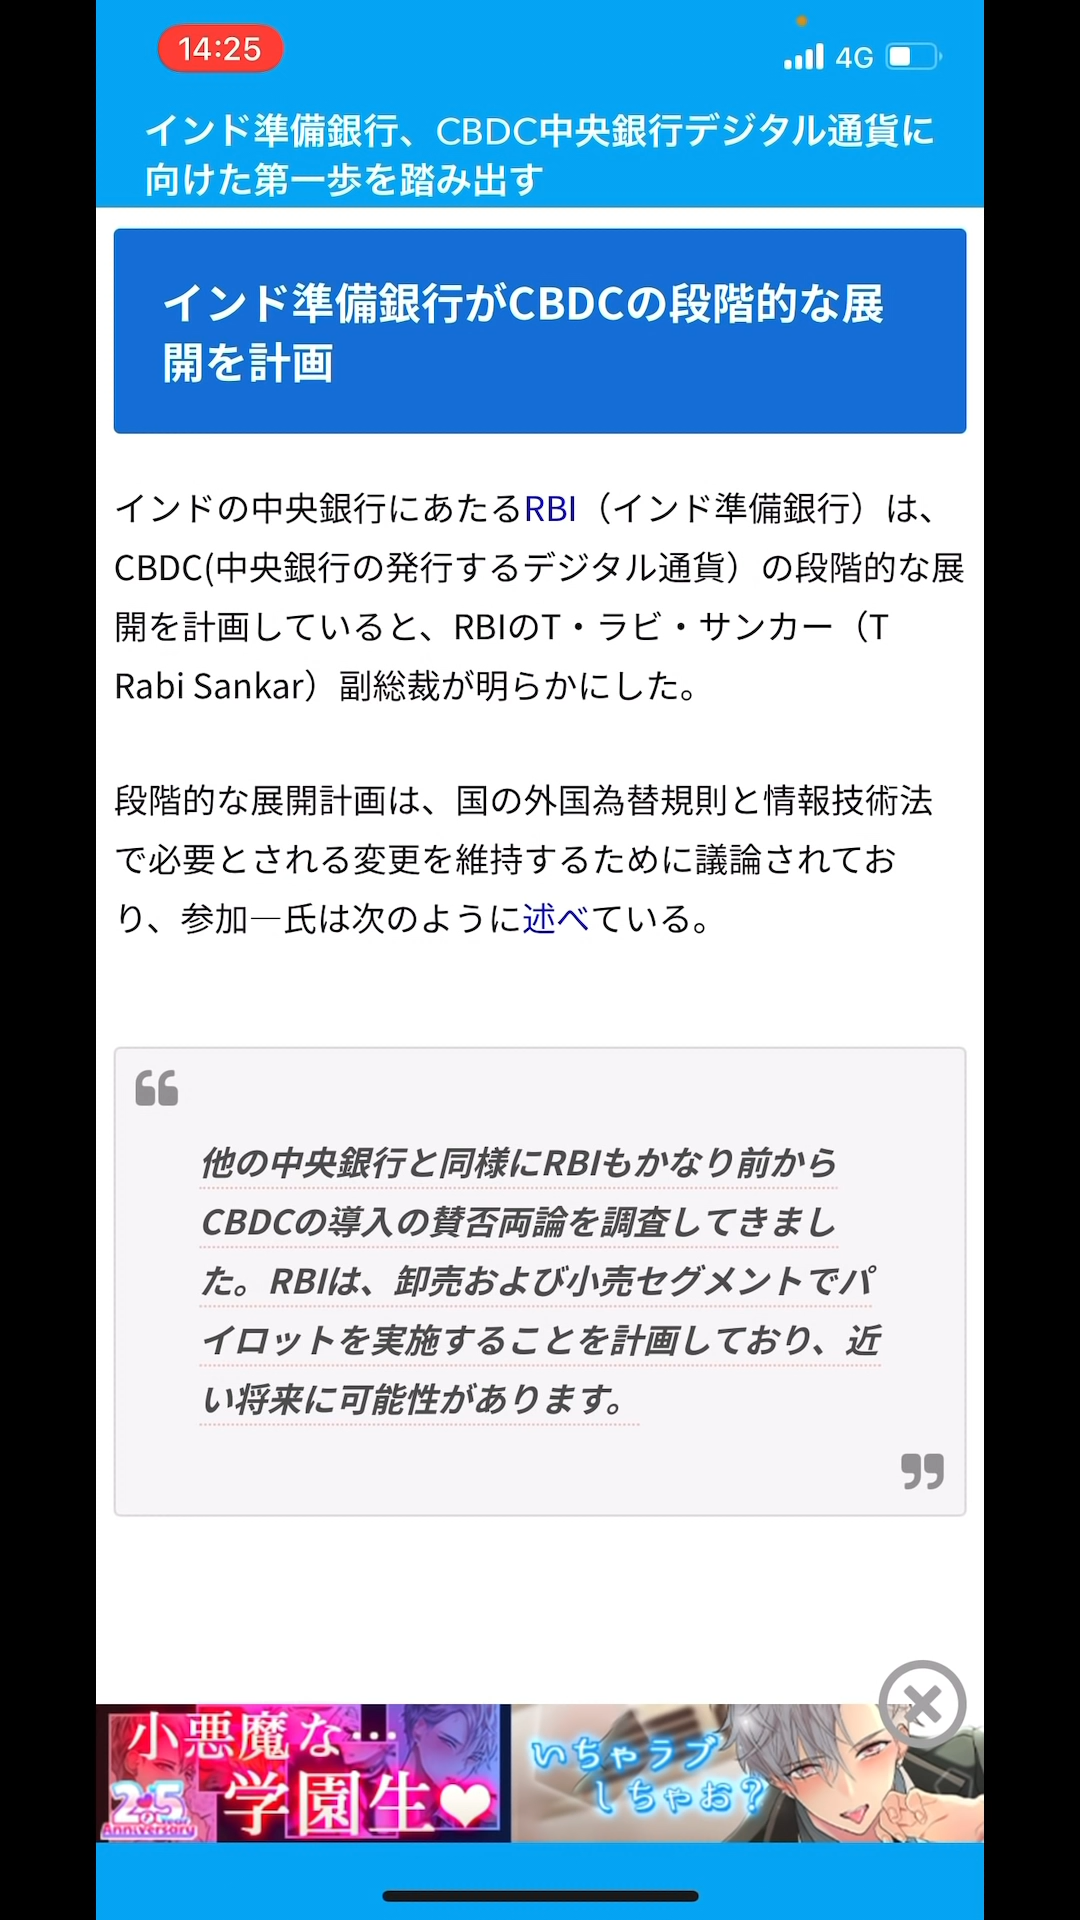 14:25
4G
インド準備銀行、CBDC中央銀行デジタル通貨に
向けた第一歩を踏み出す
インド準備銀行がCBDCの段階的な展
開を計画
インドの中央銀行にあたるRBI（インド準備銀行）は、
CBDC(中央銀行の発行するデジタル通貨）の段階的な展
開を計画していると、RBIのT・ラビ・サンカー（T
Rabi Sankar）副総裁が明らかにした。
段階的な展開計画は、国の外国為替規則と情報技術法
で必要とされる変更を維持するために議論されてお
り、参加―氏は次のように述べている。
“
他の中央銀行と同様にRBIもかなり前から
CBDCの導入の賛否両論を調査してきまし
た。RBIは、卸売および小売セグメントでパ
イロットを実施することを計画しており、近
い将来に可能性があります。
”
小悪魔な…
学園生♥
2.5
Year
Anniversary
いちゃラブ
しちゃお？